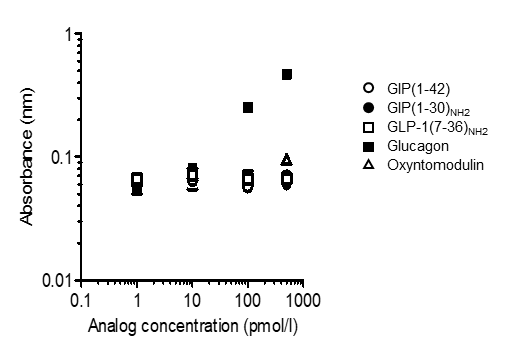 1
0.1
0.01
Absorbance (nm)
0.1 1 10 100 1000
Analog concentration (pmol/l)
GIP(1-42)
GIP(1-30)NH2
GLP-1(7-36)NH2
Glucagon
Oxyntomodulin